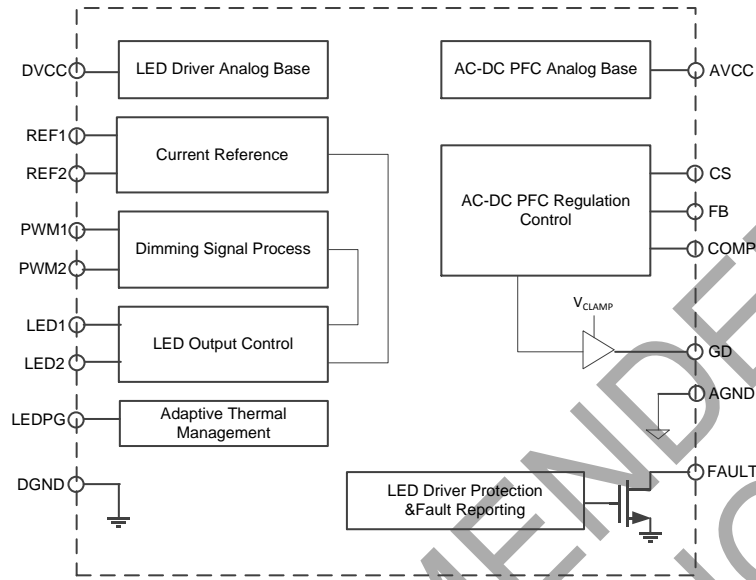 DVCC
LED Driver Analog Base
AC-DC PFC Analog Base
AVCC
REF1
REF2
Current Reference
AC-DC PFC Regulation
Control
CS
FB
COMP
PWM1
PWM2
Dimming Signal Process
LED1
LED2
LED Output Control
VCLAMP
GD
LEDPG
Adaptive Thermal
Management
AGND
DGND
LED Driver Protection
&Fault Reporting
FAULT